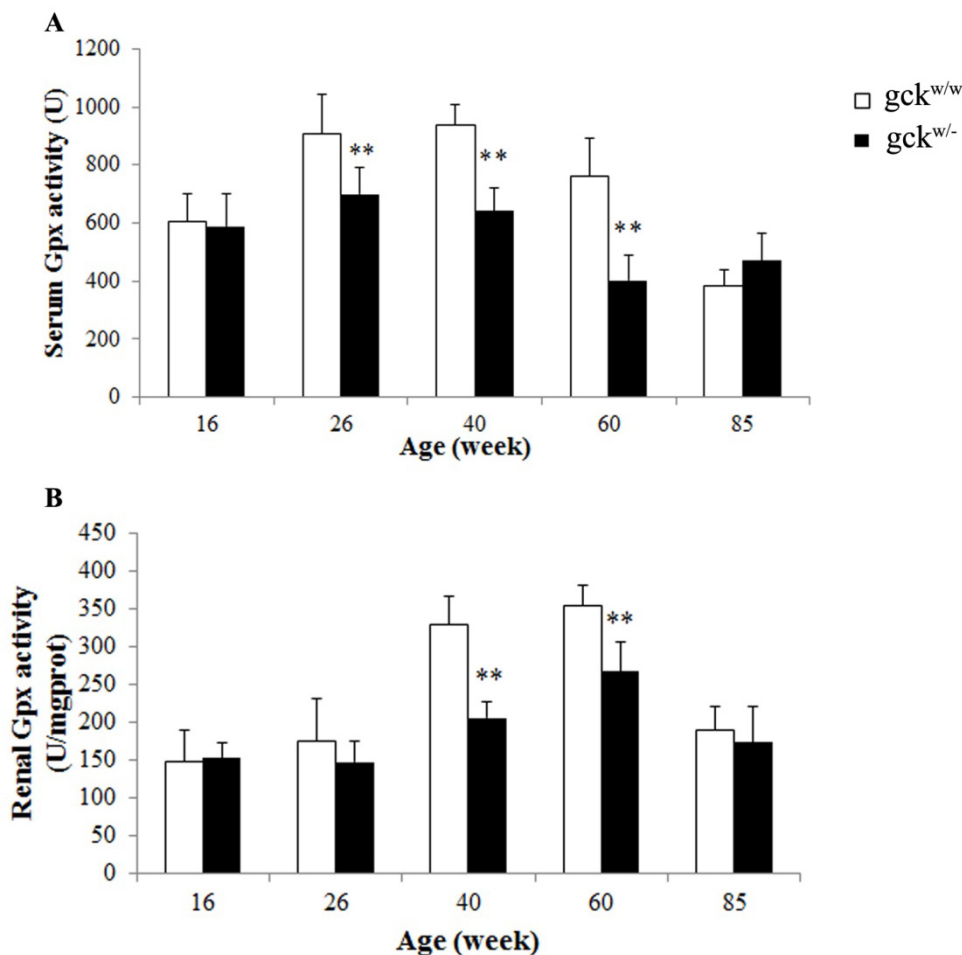 A
1200
1000
800
600
400
200
0
Serum Gpx activity (U)
**
**
**
16 26 40 60 85
Age (week)
gck^w/w
gck^w/-
B
450
400
350
300
250
200
150
100
50
0
Renal Gpx activity
(U/mgprot)
**
**
16 26 40 60 85
Age (week)